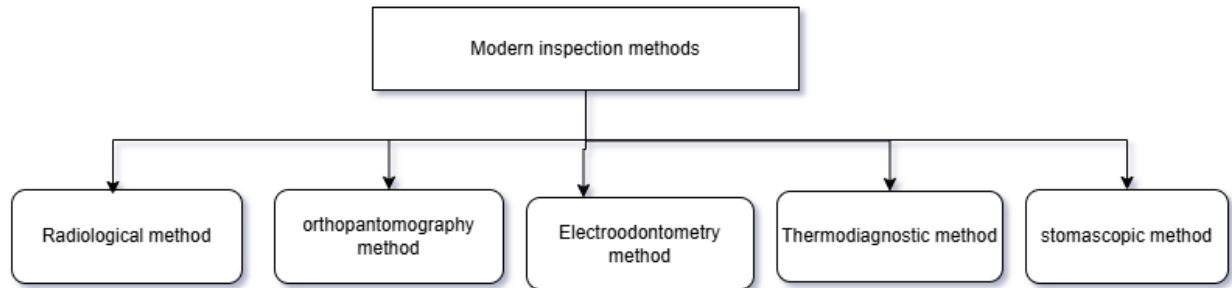 Modern inspection methods
Radiological method
orthopantomography
method
Electroodontometry
method
Thermodiagnostic method
stomascopic method